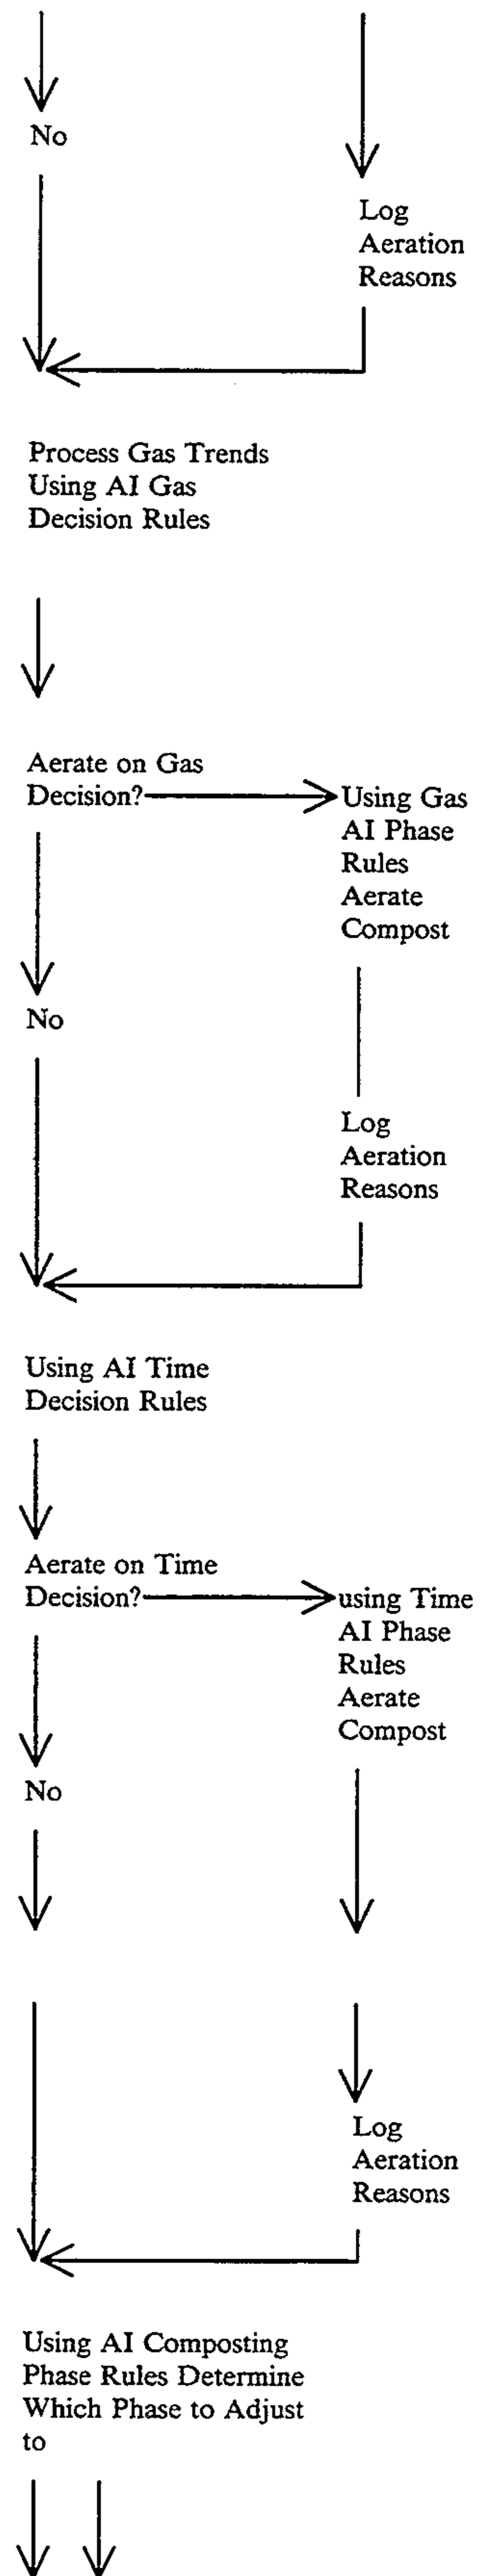 No
Log
Aeration
Reasons
Process Gas Trends
Using AI Gas
Decision Rules
Aerate on Gas
Decision?
Using Gas
AI Phase
Rules
Aerate
Compost
No
Log
Aeration
Reasons
Using AI Time
Decision Rules
Aerate on Time
Decision?
using Time
AI Phase
Rules
Aerate
Compost
No
Log
Aeration
Reasons
Using AI Composting
Phase Rules Determine
Which Phase to Adjust
to